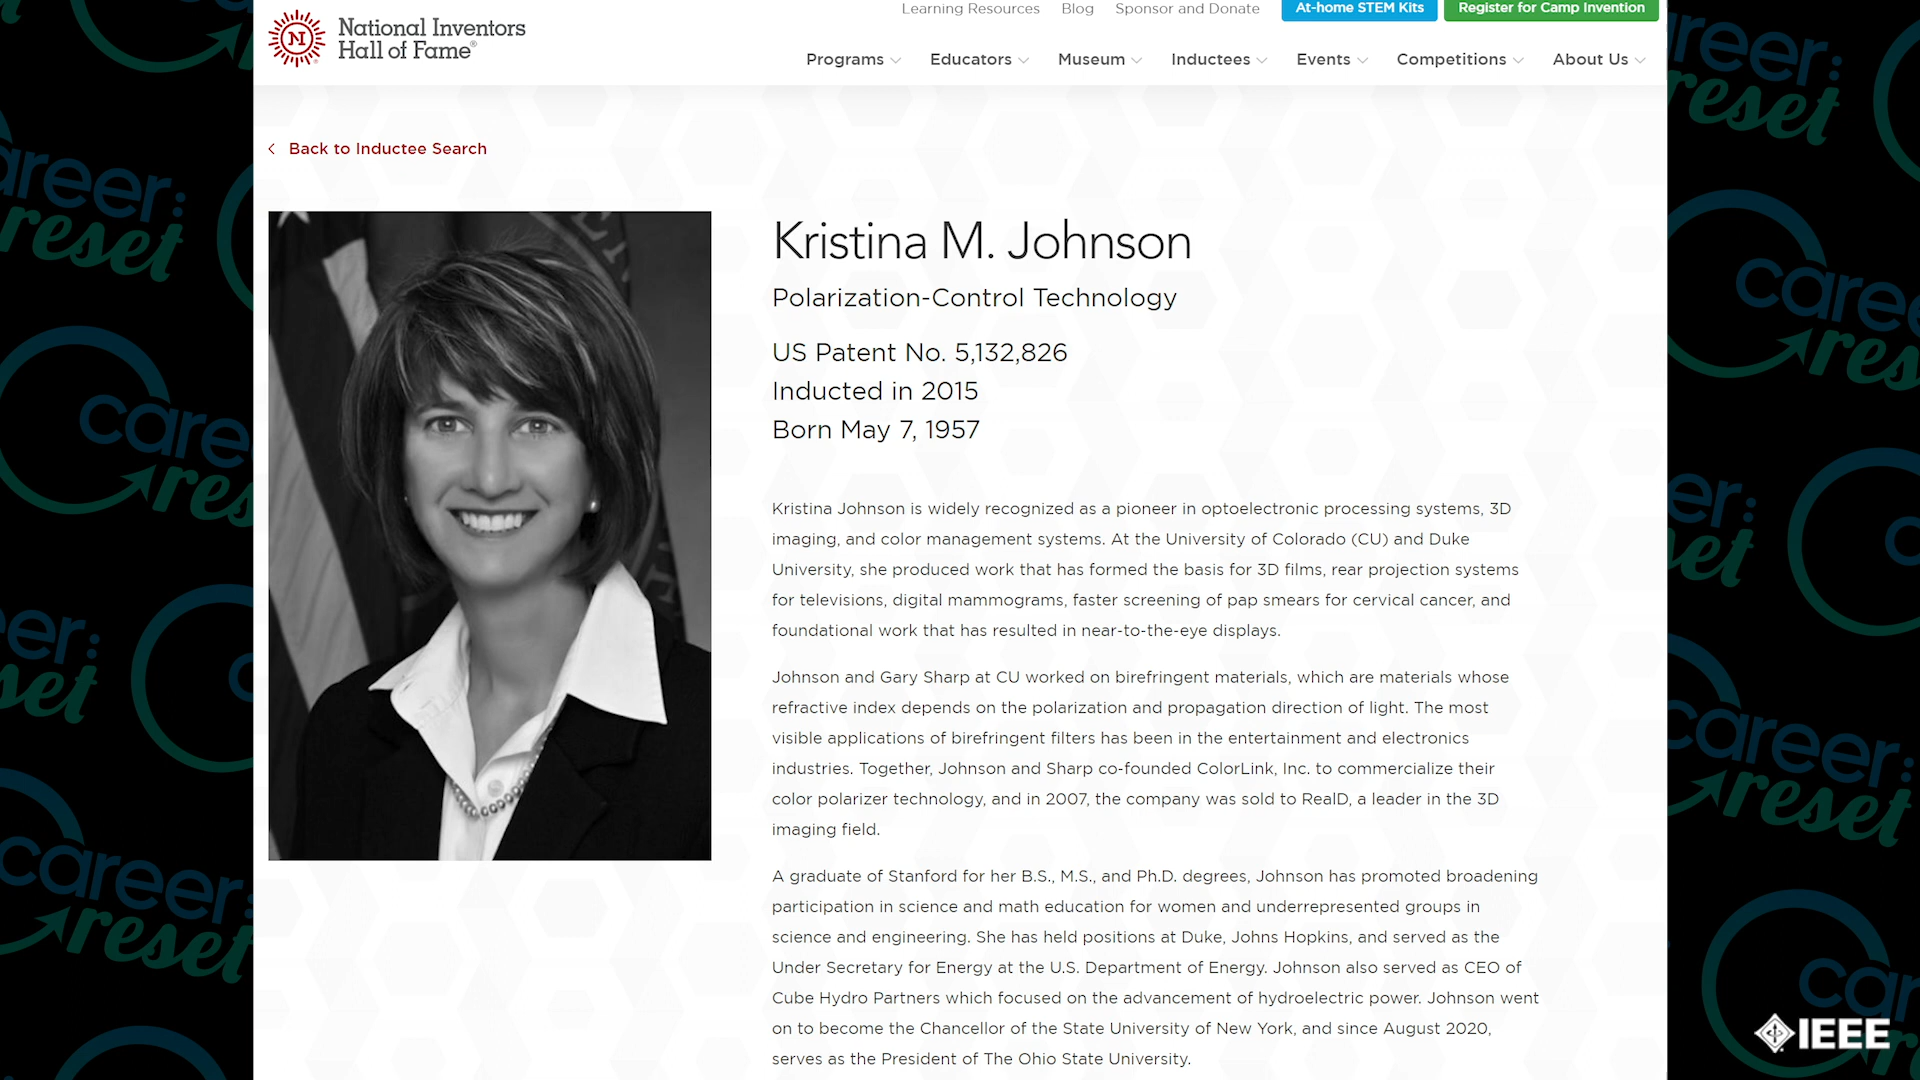 Learning Resources Blog Sponsor and Donate At-home STEM Kits Register for Camp Invention
National Inventors
Hall of Fame®
Programs Educators Museum Inductees Events Competitions About Us
Back to Inductee Search
Kristina M. Johnson
Polarization-Control Technology
US Patent No. 5,132,826
Inducted in 2015
Born May 7, 1957
Kristina Johnson is widely recognized as a pioneer in optoelectronic processing systems, 3D
imaging, and color management systems. At the University of Colorado (CU) and Duke
University, she produced work that has formed the basis for 3D films, rear projection systems
for televisions, digital mammograms, faster screening of pap smears for cervical cancer, and
foundational work that has resulted in near-to-the-eye displays.
Johnson and Gary Sharp at CU worked on birefringent materials, which are materials whose
refractive index depends on the polarization and propagation direction of light. The most
visible applications of birefringent filters has been in the entertainment and electronics
industries. Together, Johnson and Sharp co-founded ColorLink, Inc. to commercialize their
color polarizer technology, and in 2007, the company was sold to RealD, a leader in the 3D
imaging field.
A graduate of Stanford for her B.S., M.S., and Ph.D. degrees, Johnson has promoted broadening
participation in science and math education for women and underrepresented groups in
science and engineering. She has held positions at Duke, Johns Hopkins, and served as the
Under Secretary for Energy at the U.S. Department of Energy. Johnson also served as CEO of
Cube Hydro Partners which focused on the advancement of hydroelectric power. Johnson went
on to become the Chancellor of the State University of New York, and since August 2020,
serves as the President of The Ohio State University.
career:
reset
IEEE